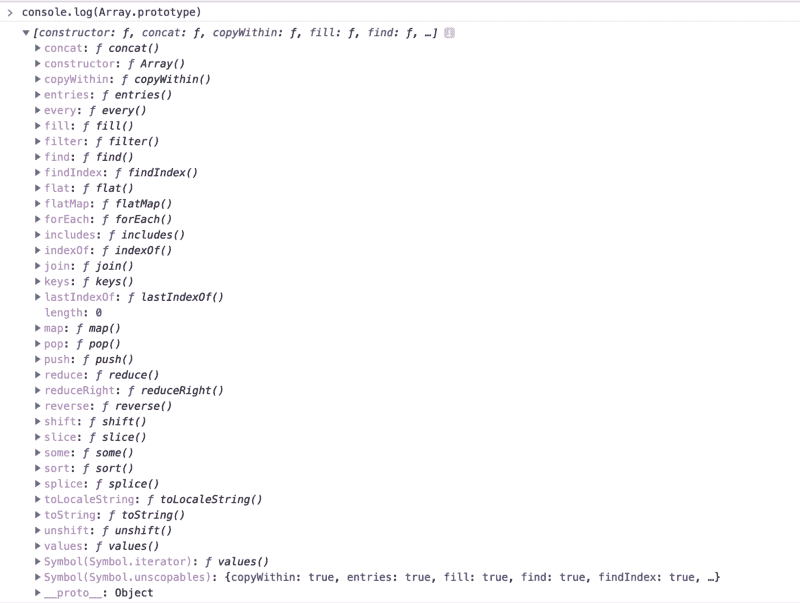 > console.log(Array.prototype)
▼[constructor: ƒ, concat: ƒ, copyWithin: ƒ, fill: ƒ, find: ƒ, …] i
▶concat: ƒ concat()
▶constructor: ƒ Array()
▶copyWithin: ƒ copyWithin()
▶entries: ƒ entries()
▶every: ƒ every()
▶fill: ƒ fill()
▶filter: ƒ filter()
▶find: ƒ find()
▶findIndex: ƒ findIndex()
▶flat: ƒ flat()
▶flatMap: ƒ flatMap()
▶forEach: ƒ forEach()
▶includes: ƒ includes()
▶indexOf: ƒ indexOf()
▶join: ƒ join()
▶keys: ƒ keys()
▶lastIndexOf: ƒ lastIndexOf()
length: 0
▶map: ƒ map()
▶pop: ƒ pop()
▶push: ƒ push()
▶reduce: ƒ reduce()
▶reduceRight: ƒ reduceRight()
▶reverse: ƒ reverse()
▶shift: ƒ shift()
▶slice: ƒ slice()
▶some: ƒ some()
▶sort: ƒ sort()
▶splice: ƒ splice()
▶toLocaleString: ƒ toLocaleString()
▶toString: ƒ toString()
▶unshift: ƒ unshift()
▶values: ƒ values()
▶Symbol(Symbol.iterator): ƒ values()
▶Symbol(Symbol.unscopables): {copyWithin: true, entries: true, fill: true, find: true, findIndex: true, …}
▶__proto__: Object